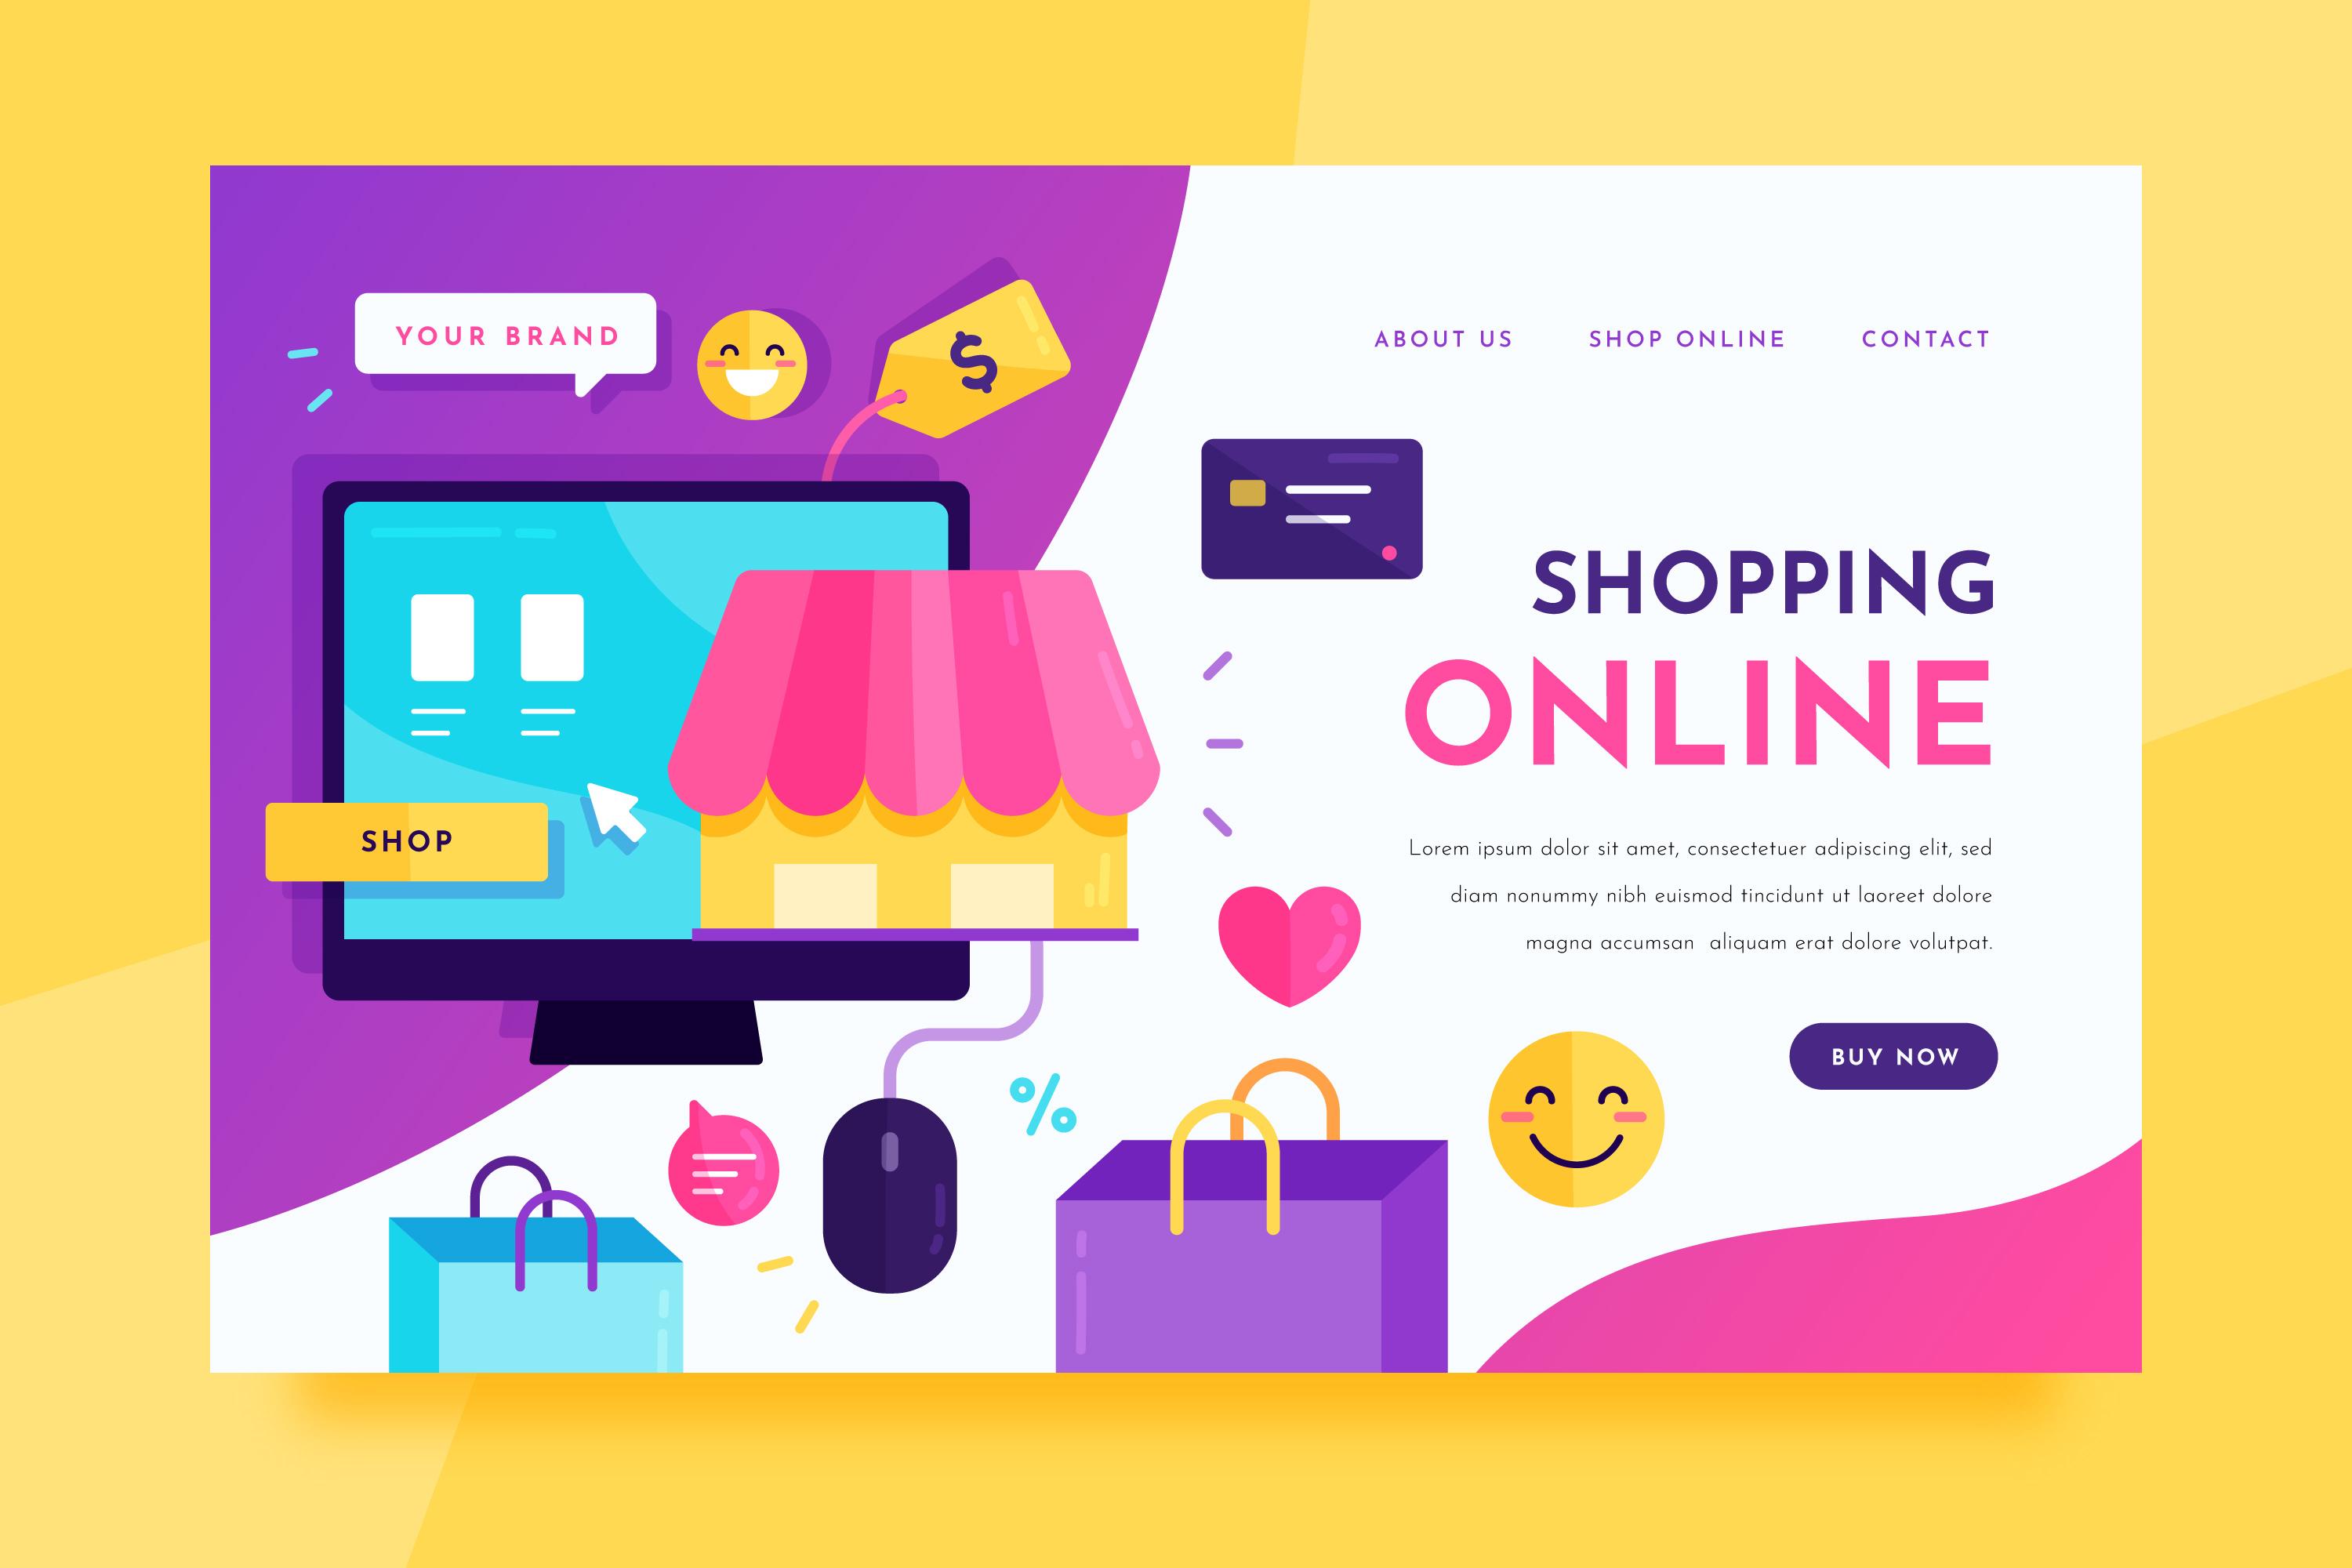 YOUR BRAND
$
ABOUT US SHOP ONLINE CONTACT
SHOPPING
ONLINE
SHOP
Lorem ipsum dolor sit amet, consectetuer adipiscing elit, sed
diam nonummy nibh euismod tincidunt ut laoreet dolore
magna accumsan aliquam erat dolore volutpat.
BUY NOW
%